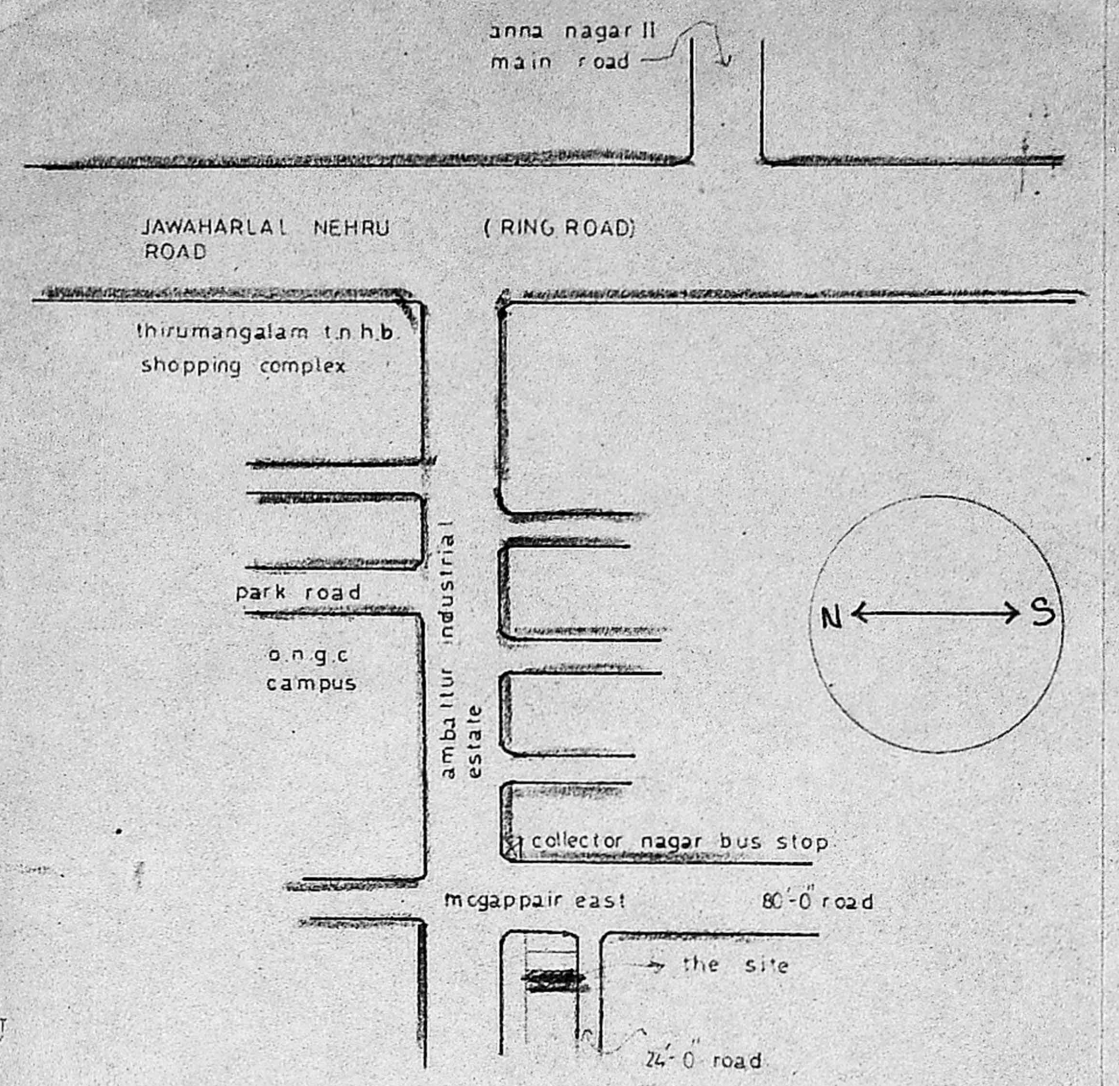 anna nagar II
main road
JAWAHARLAL NEHRU (RING ROAD)
ROAD
thirumangalam t.n.h.b.
shopping complex
park road
o.n.g.c
campus
ambattur industrial
estate
N S
collector nagar bus stop
mogappair east 80'-0" road
the site
24'-0" road